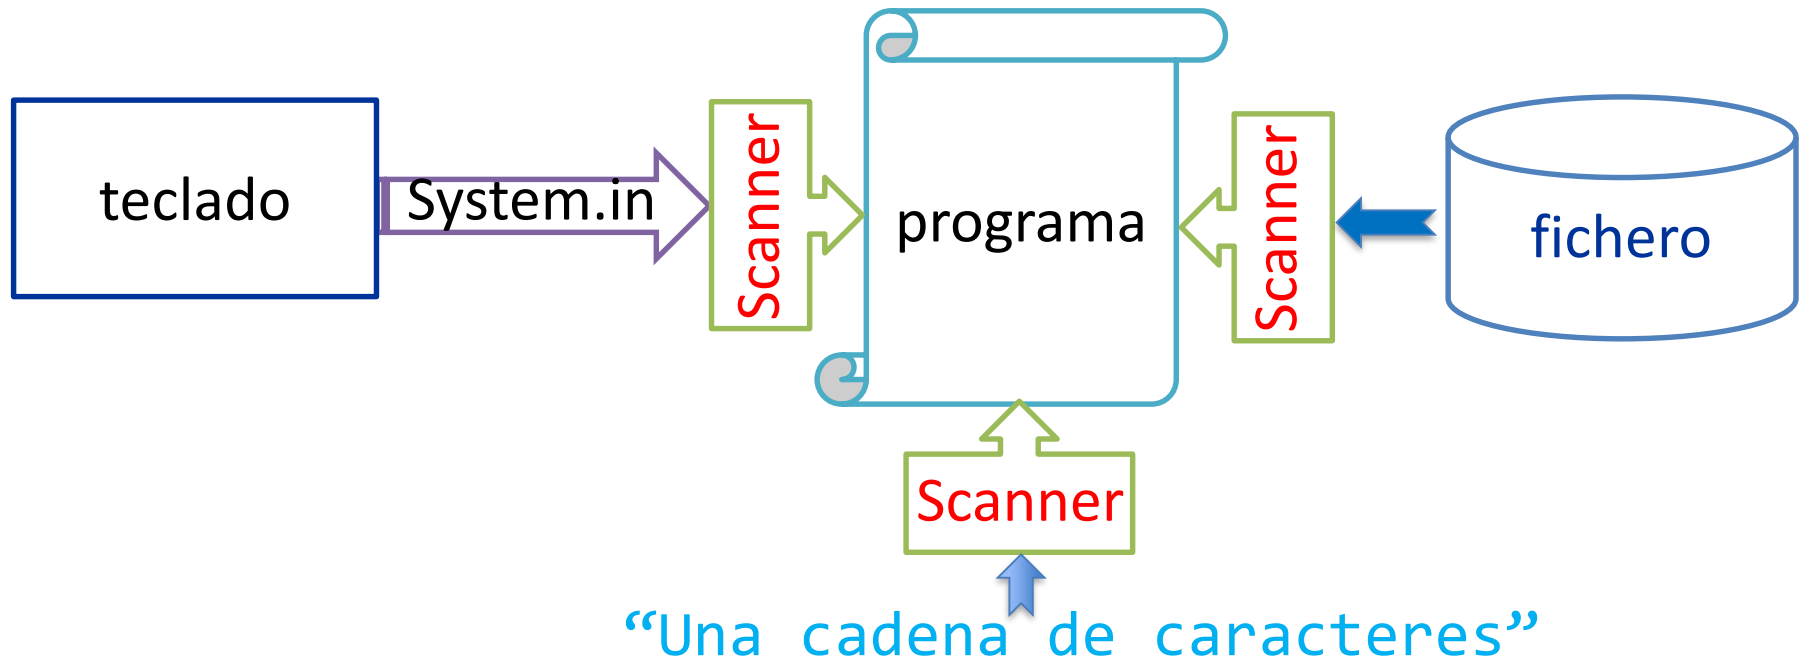 teclado
System.in
Scanner
programa
Scanner
fichero
Scanner
“Una cadena de caracteres”